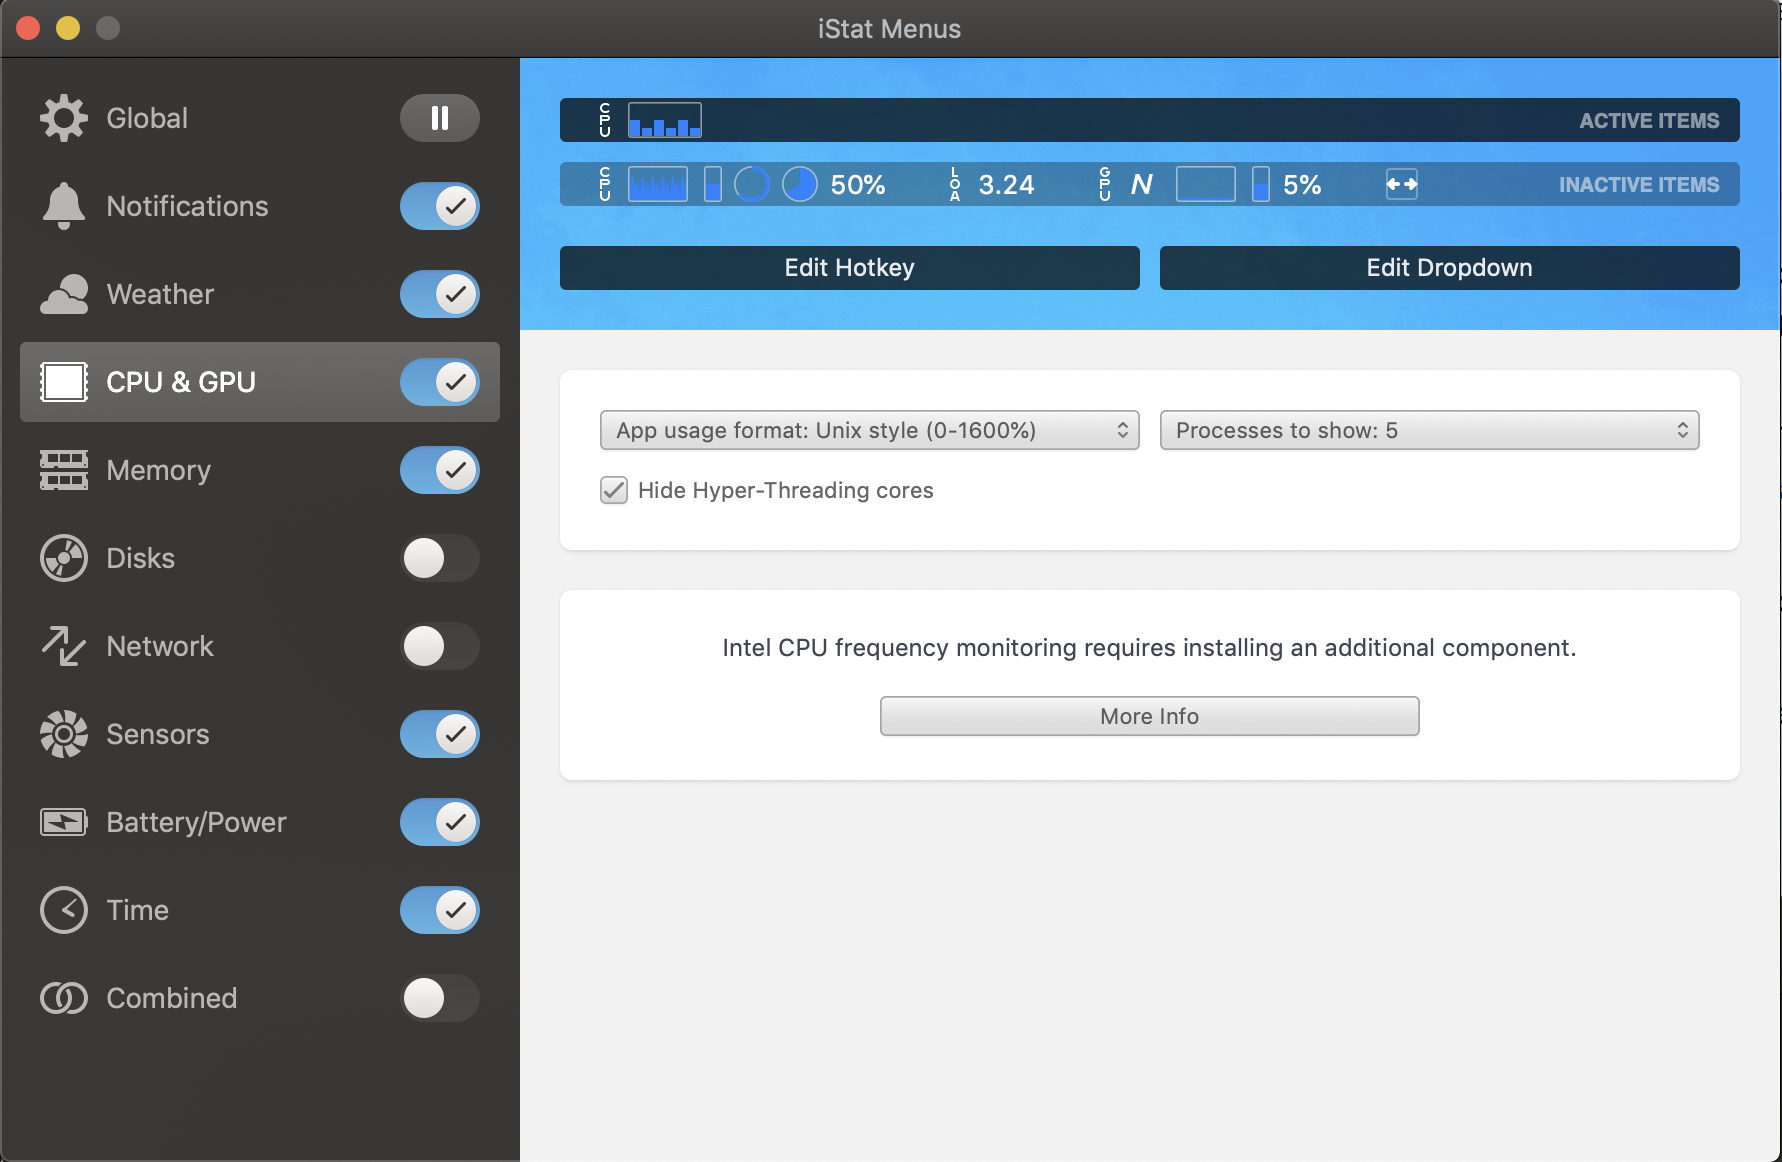 iStat Menus
Global
Notifications
Weather
CPU & GPU
Memory
Disks
Network
Sensors
Battery/Power
Time
Combined
CPU ACTIVE ITEMS
CPU 50% LOA 3.24 GPU N 5% INACTIVE ITEMS
Edit Hotkey Edit Dropdown
App usage format: Unix style (0-1600%) Processes to show: 5
Hide Hyper-Threading cores
Intel CPU frequency monitoring requires installing an additional component.
More Info